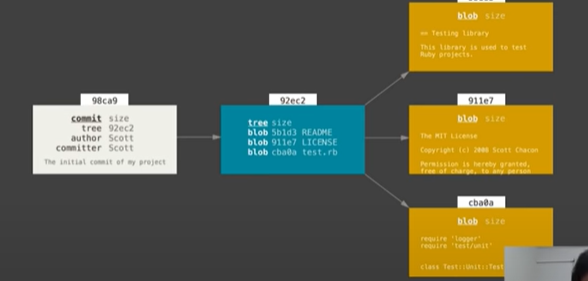 98ca9
commit size
tree 92ec2
author Scott
committer Scott
The initial commit of my project
92ec2
tree size
blob 5b1d3 README
blob 911e7 LICENSE
blob cba0a test.rb
blob size
== Testing library
This library is used to test
Ruby projects.
911e7
blob size
The MIT License
Copyright (c) 2008 Scott Chacon
Permission is hereby granted,
free of charge, to any person
cba0a
blob size
require 'logger'
require 'test/unit'
class Test::Unit::Test